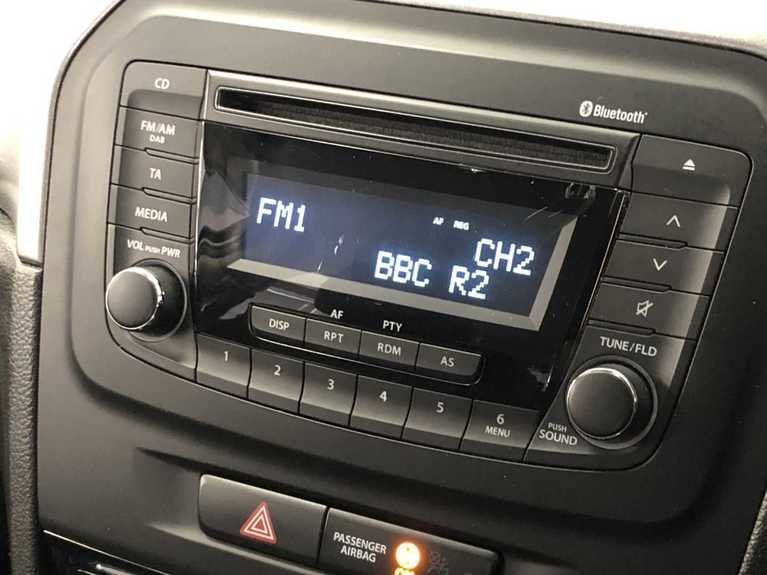 CD
Bluetooth
FM/AM
DAB
TA
MEDIA
VOL PUSH PWR
FM1
AF REG
CH2
BBC R2
AF
PTY
DISP
RPT
RDM
AS
1
2
3
4
5
6
MENU
TUNE/FLD
PUSH
SOUND
PASSENGER
AIRBAG
ON